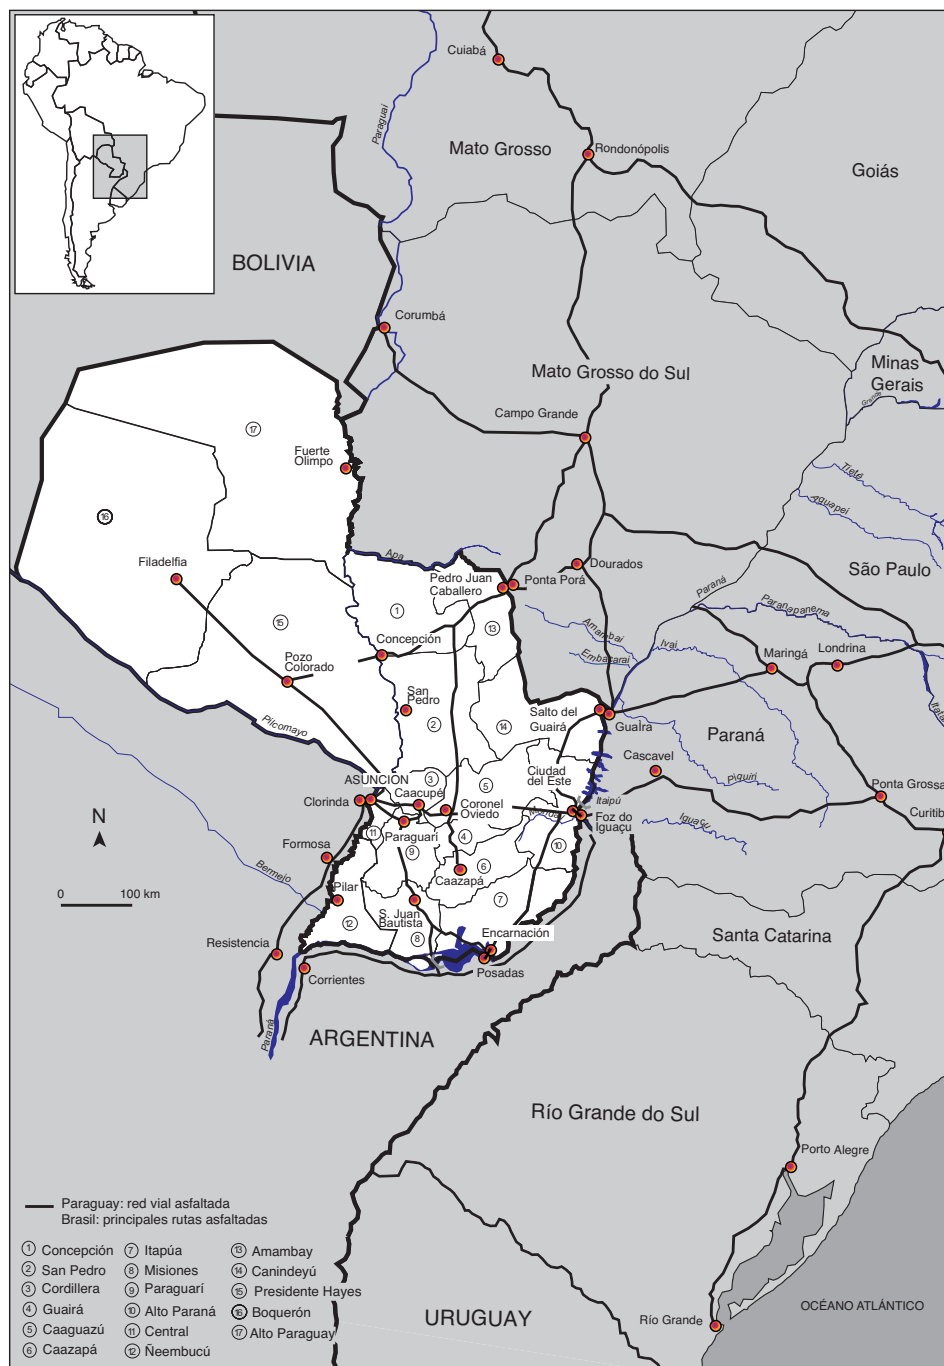 Cuiabá
Paraguai
Mato Grosso
Rondonópolis
Goiás
BOLIVIA
Corumbá
Minas
Gerais
Grande
Mato Grosso do Sul
Campo Grande
17
Fuerte
Olimpo
Tieté
Aguapei
16
Apa
Filadelfia
Pedro Juan
Caballero
Ponta Porá
Dourados
São Paulo
Paraná
Paranapanema
1
15
13
Amambai
Ivai
Embasarai
Concepción
Maringá
Londrina
Pozo
Colorado
San
Pedro
2
14
Salto del
Guairá
Guaíra
Paraná
Pilcomayo
Cascavel
Ciudad
del Este
Piquiri
Ponta Grossa
ASUNCION
3
5
Itaipú
Clorinda
Caacupé
Coronel
Oviedo
Monday
Foz do
Iguaçu
Iguaçu
N
11
Paraguarí
4
10
9
Formosa
6
Caazapá
Bermejo
0 100 km
Pilar
7
12
S. Juan
Bautista
8
Encarnación
Santa Catarina
Resistencia
Posadas
Corrientes
Paraná
ARGENTINA
Río Grande do Sul
Porto Alegre
Paraguay: red vial asfaltada
Brasil: principales rutas asfaltadas
1 Concepción
2 San Pedro
3 Cordillera
4 Guairá
5 Caaguazú
6 Caazapá
7 Itapúa
8 Misiones
9 Paraguarí
10 Alto Paraná
11 Central
12 Ñeembucú
13 Amambay
14 Canindeyú
15 Presidente Hayes
16 Boquerón
17 Alto Paraguay
URUGUAY
Río Grande
OCÉANO ATLÁNTICO